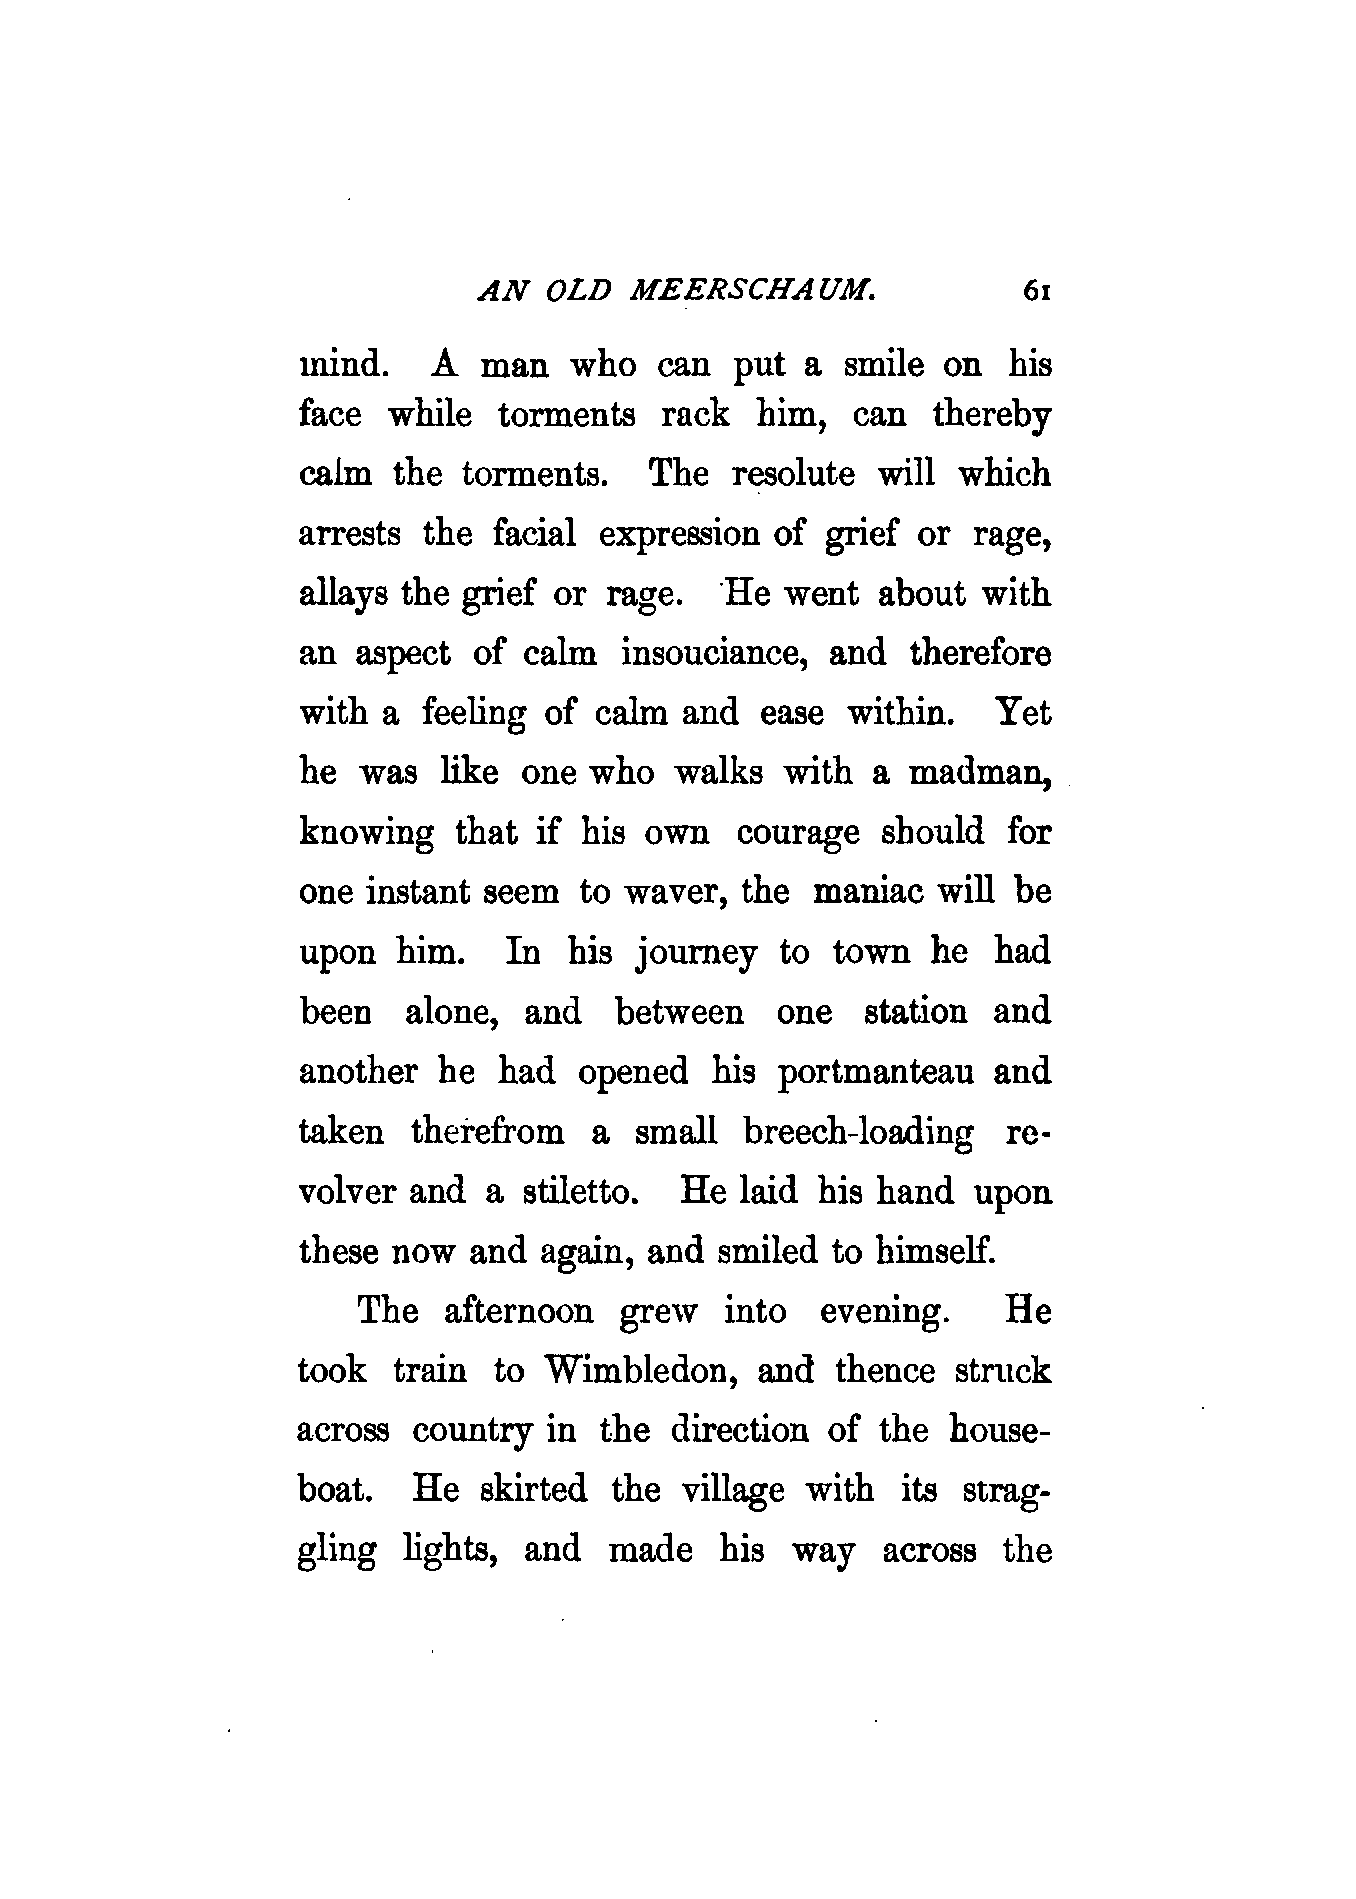 AN OLD MEERSCHAUM. 61
mind. A man who can put a smile on his
face while torments rack him, can thereby
calm the torments. The resolute will which
arrests the facial expression of grief or rage,
allays the grief or rage. He went about with
an aspect of calm insouciance, and therefore
with a feeling of calm and ease within. Yet
he was like one who walks with a madman,
knowing that if his own courage should for
one instant seem to waver, the maniac will be
upon him. In his journey to town he had
been alone, and between one station and
another he had opened his portmanteau and
taken therefrom a small breech-loading re-
volver and a stiletto. He laid his hand upon
these now and again, and smiled to himself.
The afternoon grew into evening. He
took train to Wimbledon, and thence struck
across country in the direction of the house-
boat. He skirted the village with its strag-
gling lights, and made his way across the